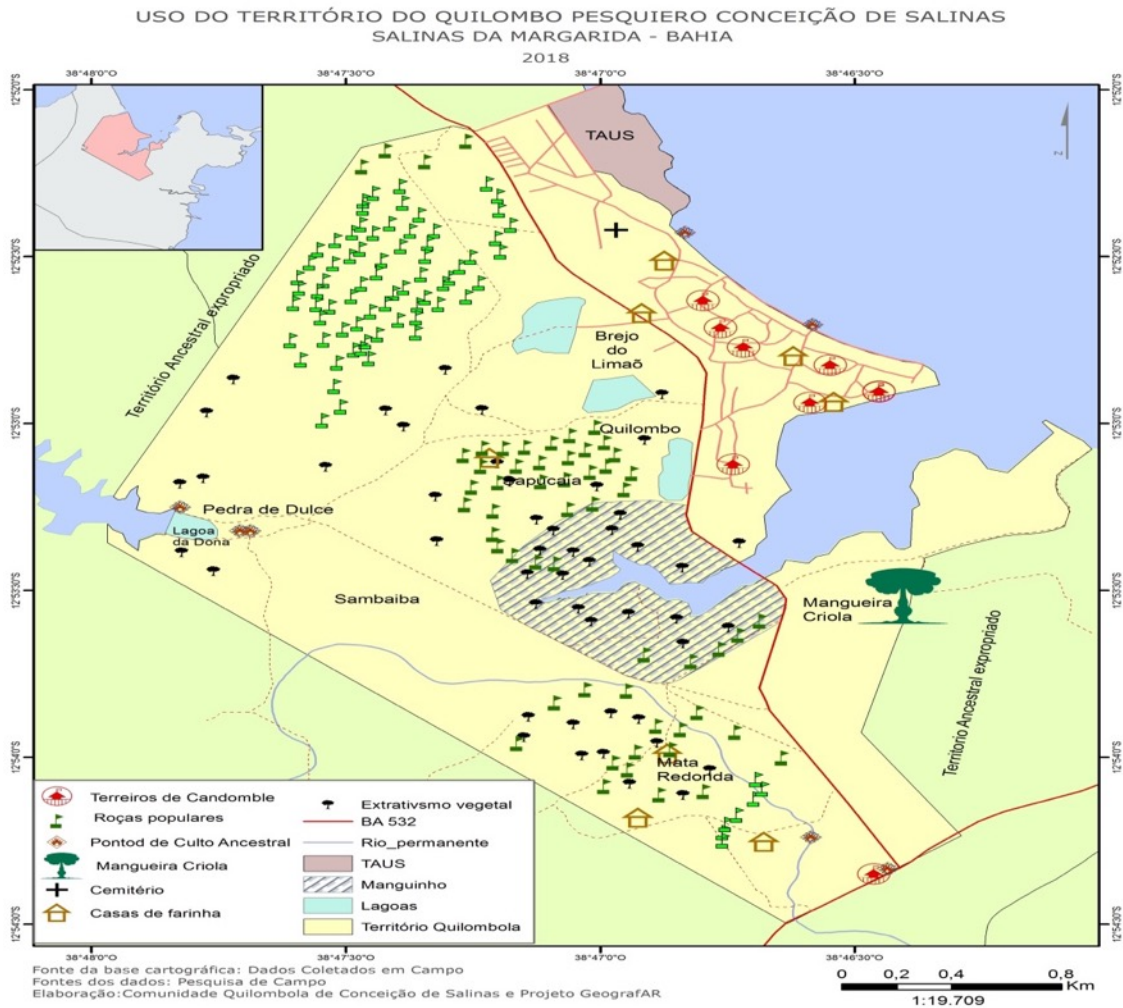 USO DO TERRITÓRIO DO QUILOMBO PESQUIERO CONCEIÇÃO DE SALINAS
SALINAS DA MARGARIDA - BAHIA
2018
38°48'0"O 38°47'30"O 38°47'0"O 38°46'30"O
TAUS
Território Ancestral expropriado
Brejo
do
Limaõ
Quilombo
Sapucaia
Pedra de Dulce
Lagoa
da Dona
Sambaiba
Mangueira
Criola
Territorio Ancestral expropriado
Mata
Redonda
Terreiros de Candomble
Roças populares
Pontod de Culto Ancestral
Mangueira Criola
Cemitério
Casas de farinha
Extrativsmo vegetal
BA 532
Rio_permanente
TAUS
Manguinho
Lagoas
Território Quilombola
38°48'0"O 38°47'30"O 38°47'0"O 38°46'30"O
Fonte da base cartográfica: Dados Coletados em Campo
Fontes dos dados: Pesquisa de Campo
Elaboração:Comunidade Quilombola de Conceição de Salinas e Projeto GeografAR
0 0,2 0,4 0,8
Km
1:19.709